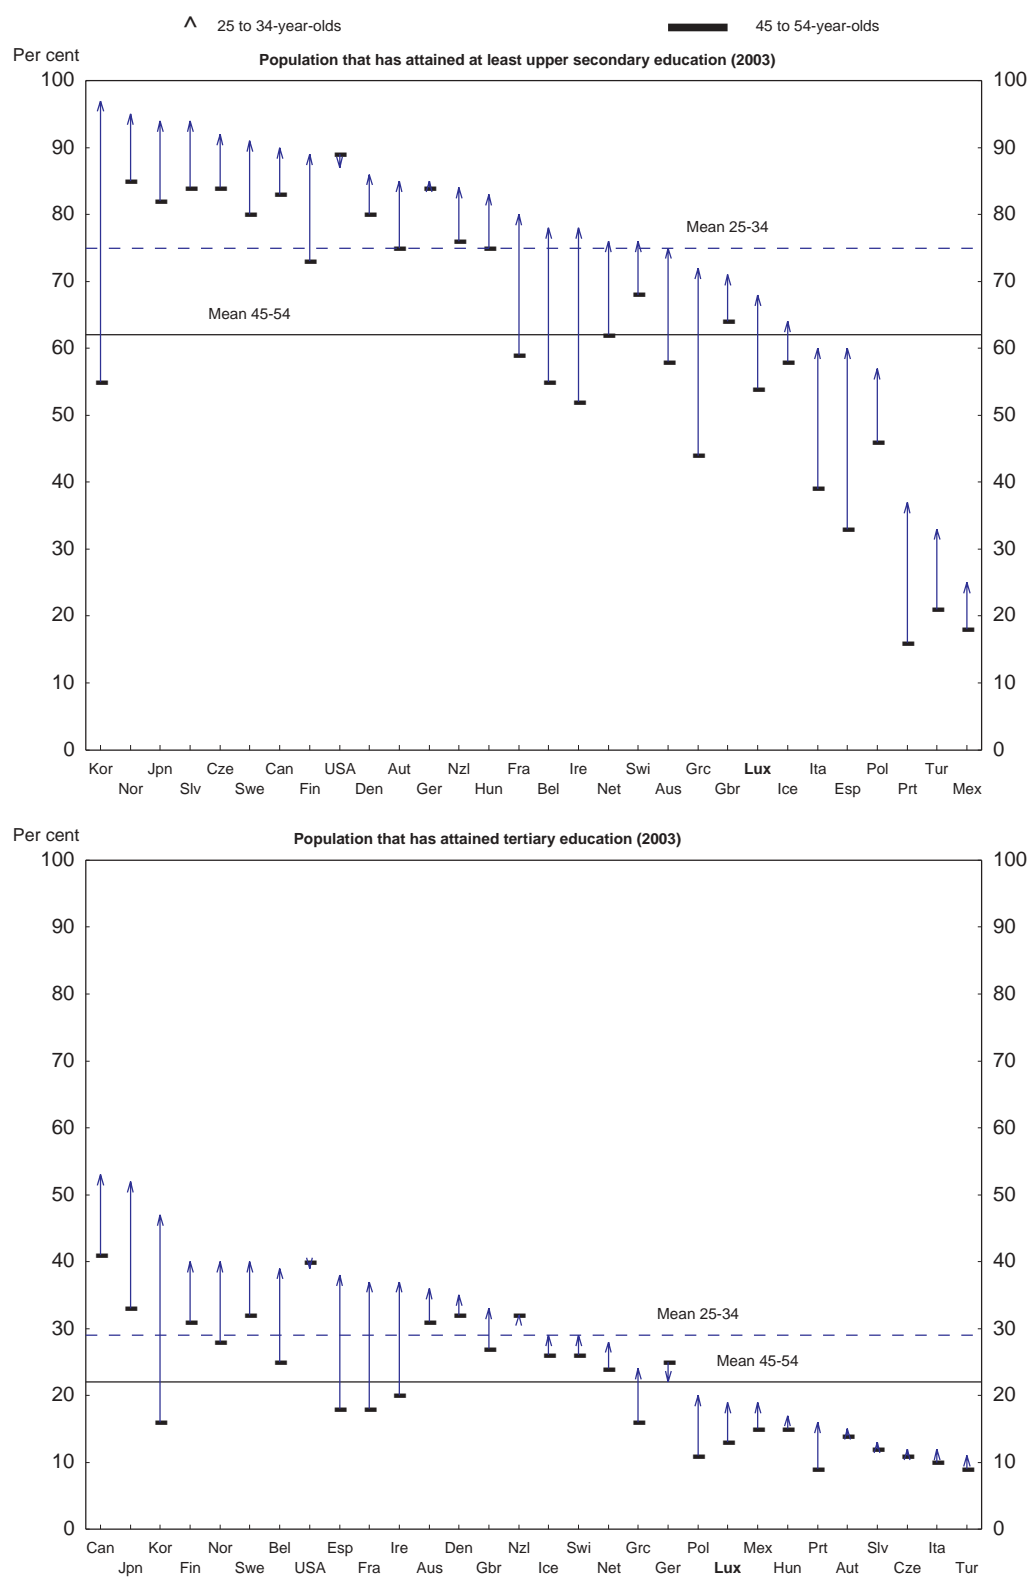 25 to 34-year-olds 45 to 54-year-olds
Per cent
Population that has attained at least upper secondary education (2003)
100 100
90 90
80 80
Mean 25-34
70 70
Mean 45-54
60 60
50 50
40 40
30 30
20 20
10 10
0 0
Kor Jpn Cze Can USA Aut Nzl Fra Ire Swi Grc Lux Ita Pol Tur
Nor Slv Swe Fin Den Ger Hun Bel Net Aus Gbr Ice Esp Prt Mex
Per cent
Population that has attained tertiary education (2003)
100 100
90 90
80 80
70 70
60 60
50 50
40 40
30 30
Mean 25-34
Mean 45-54
20 20
10 10
0 0
Can Kor Nor Bel Esp Ire Den Nzl Swi Grc Pol Mex Prt Slv Ita
Jpn Fin Swe USA Fra Aus Gbr Ice Net Ger Lux Hun Aut Cze Tur